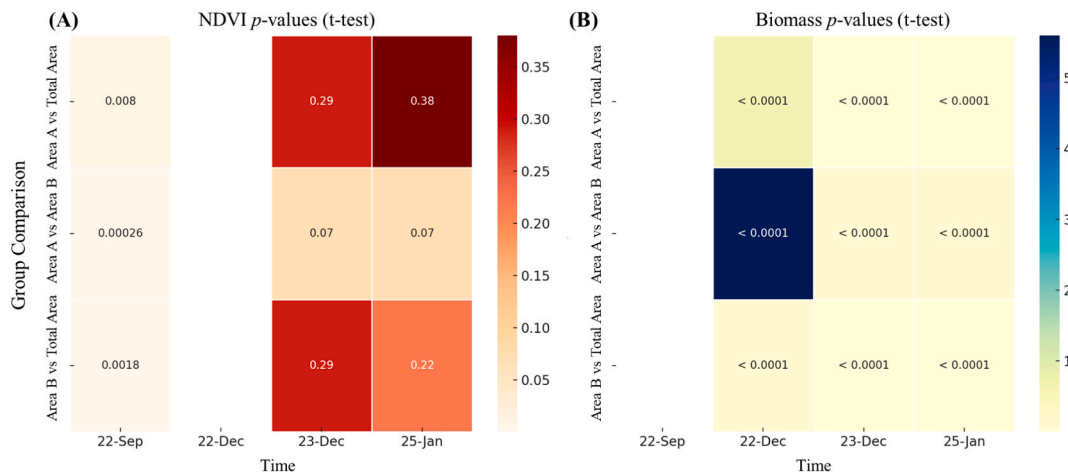 (A)
NDVI p-values (t-test)
Group Comparison
Area A vs Total Area
Area A vs Area B
Area B vs Total Area
0.008
0.29
0.38
0.00026
0.07
0.07
0.0018
0.29
0.22
22-Sep
22-Dec
23-Dec
25-Jan
Time
0.35
0.30
0.25
0.20
0.15
0.10
0.05
(B)
Biomass p-values (t-test)
Area A vs Total Area
Area A vs Area B
Area B vs Total Area
< 0.0001
< 0.0001
< 0.0001
< 0.0001
< 0.0001
< 0.0001
< 0.0001
< 0.0001
< 0.0001
22-Sep
22-Dec
23-Dec
25-Jan
Time
5
4
3
2
1